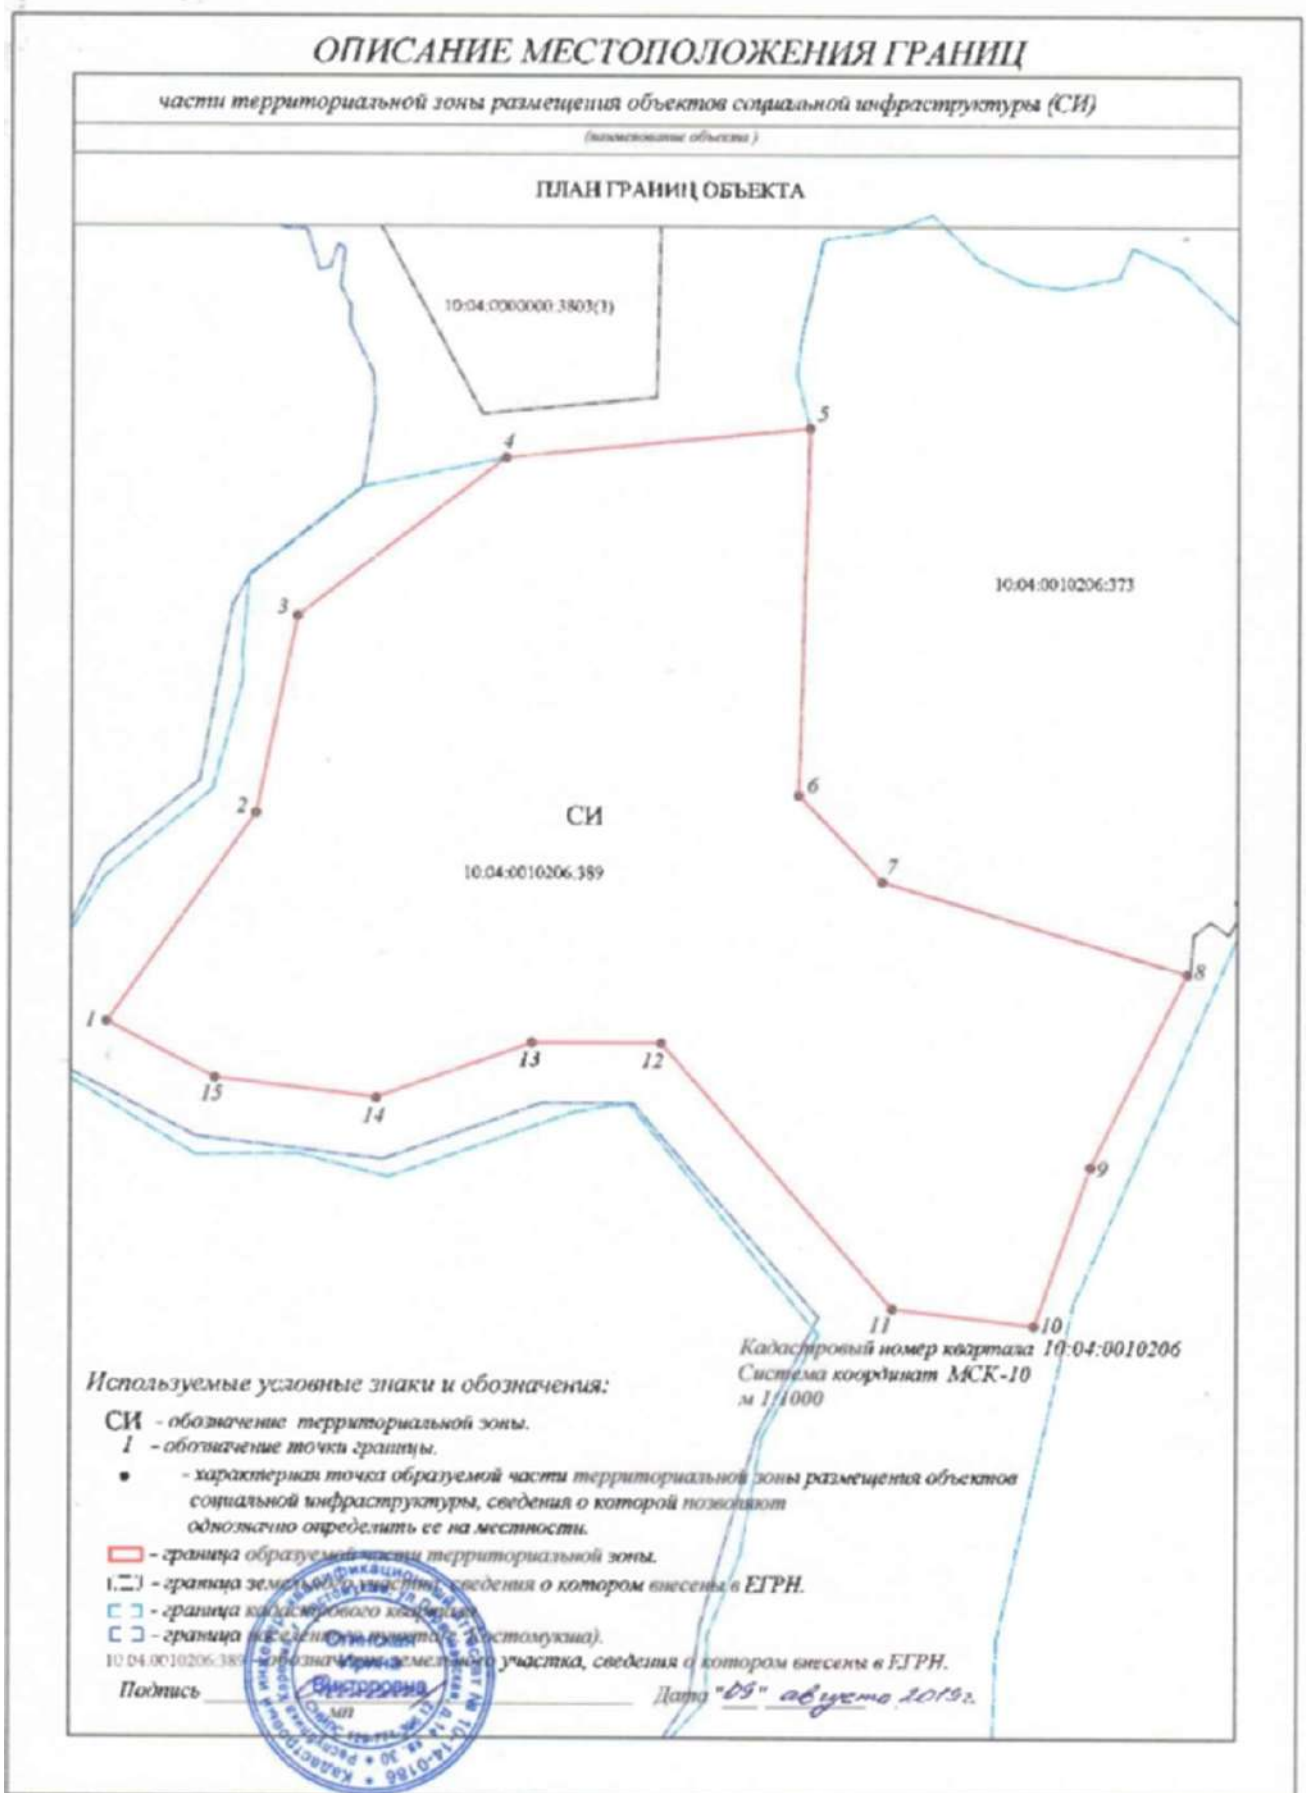 ОПИСАНИЕ МЕСТОПОЛОЖЕНИЯ ГРАНИЦ
части территориальной зоны размещения объектов социальной инфраструктуры (СИ)
(наименование объекта)
ПЛАН ГРАНИЦ ОБЪЕКТА
10:04:0000000:3803(1)
5
4
10:04:0010206:373
3
6
2
СИ
10:04:0010206:389
7
8
1
13
12
15
14
9
11
10
Кадастровый номер квартала 10:04:0010206
Система координат МСК-10
м 1:1000
Используемые условные знаки и обозначения:
СИ - обозначение территориальной зоны.
1 - обозначение точки границы.
- характерная точка образуемой части территориальной зоны размещения объектов
социальной инфраструктуры, сведения о которой позволяют
однозначно определить ее на местности.
- граница образуемой части территориальной зоны.
- граница земельного участка, сведения о котором внесены в ЕГРН.
- граница кадастрового квартала
- граница населенного пункта (г. Костомукша).
10:04:0010206:389 - обозначение земельного участка, сведения о котором внесены в ЕГРН.
Подпись
Дата "09" августа 2019г.
мп
Ирина
Викторовна